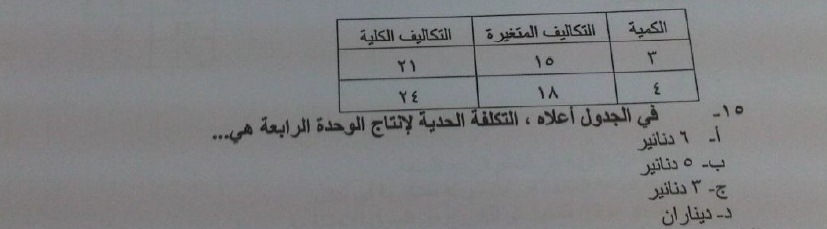 الكمية التكاليف المتغيرة التكاليف الكلية
٣ ١٥ ٢١
٤ ١٨ ٢٤
١٥- في الجدول أعلاه ، التكلفة الحدية لإنتاج الوحدة الرابعة هي...
أ- ٦ دنانير
ب- ٥ دنانير
ج- ٣ دنانير
د- ديناران